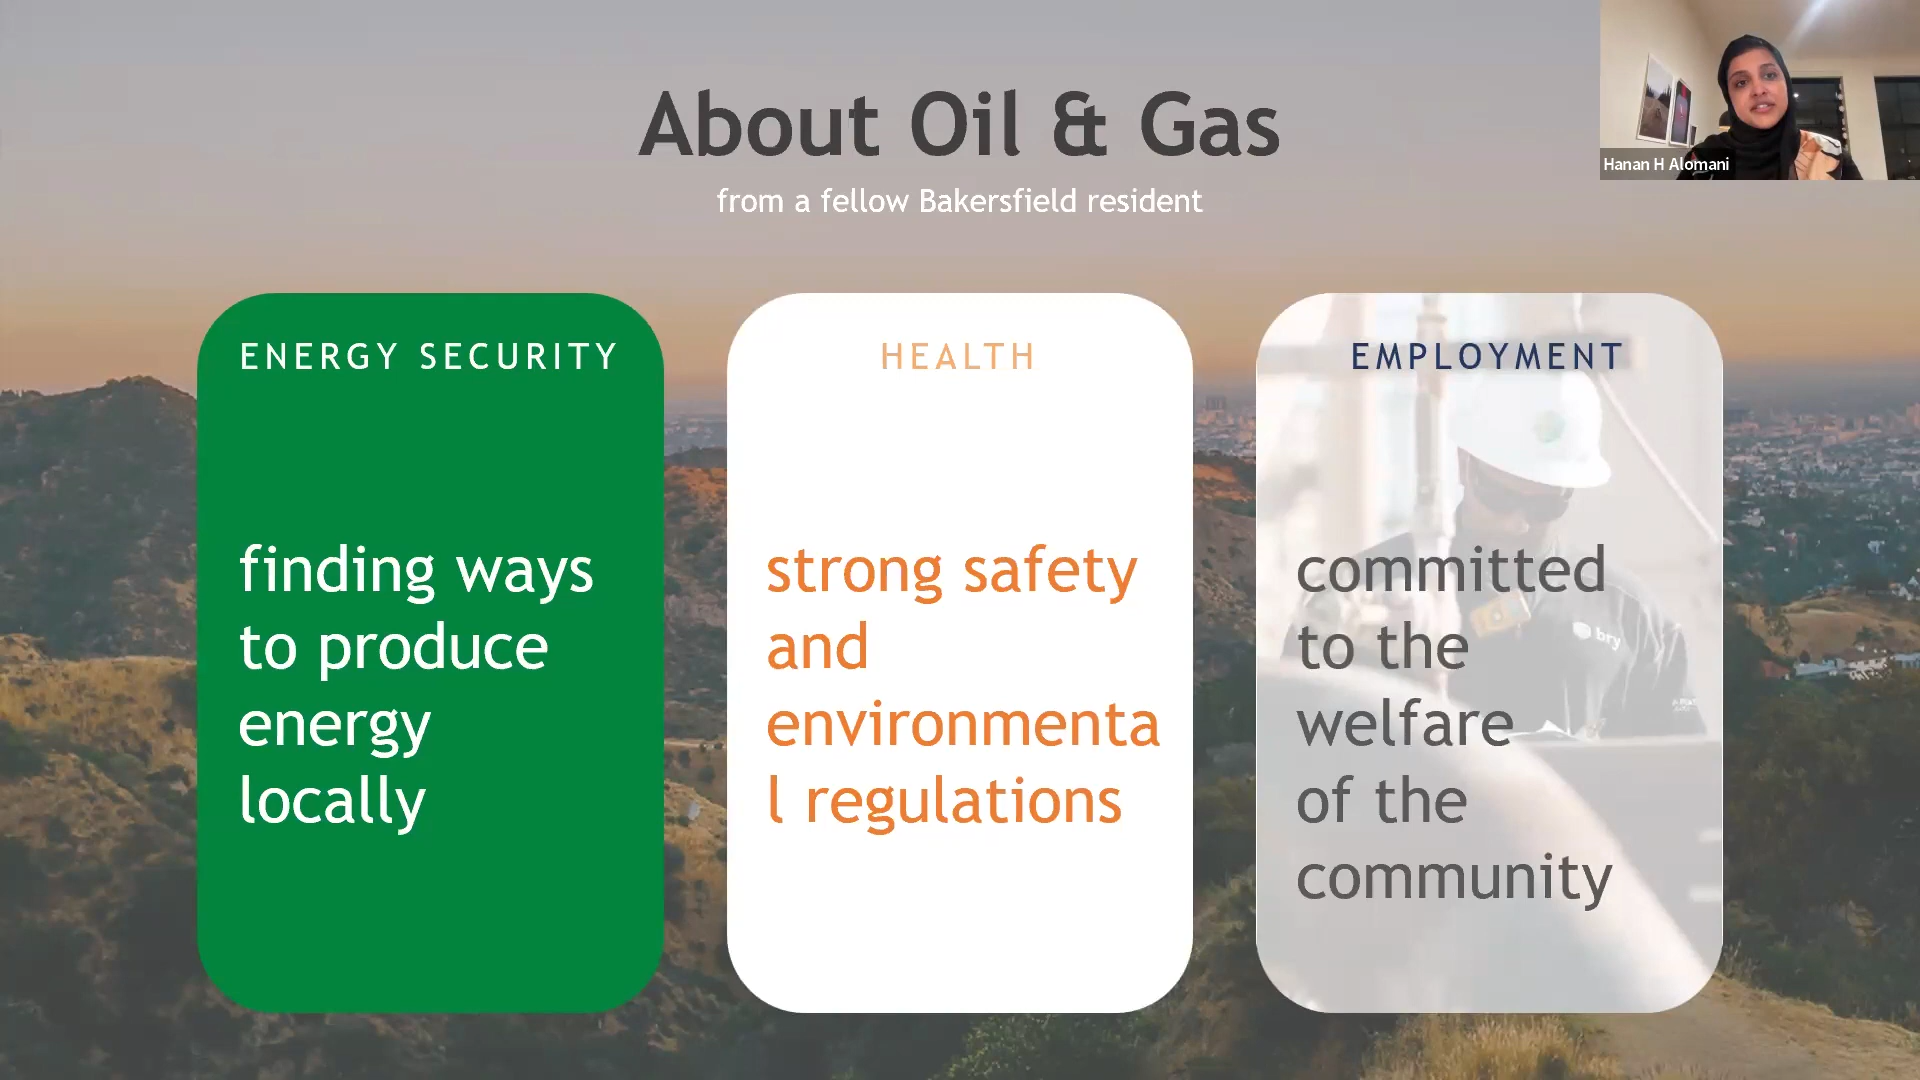 About Oil & Gas
from a fellow Bakersfield resident
Hanan H Alomani
ENERGY SECURITY
finding ways
to produce
energy
locally
HEALTH
strong safety
and
environmenta
l regulations
EMPLOYMENT
committed
to the
welfare
of the
community
bry